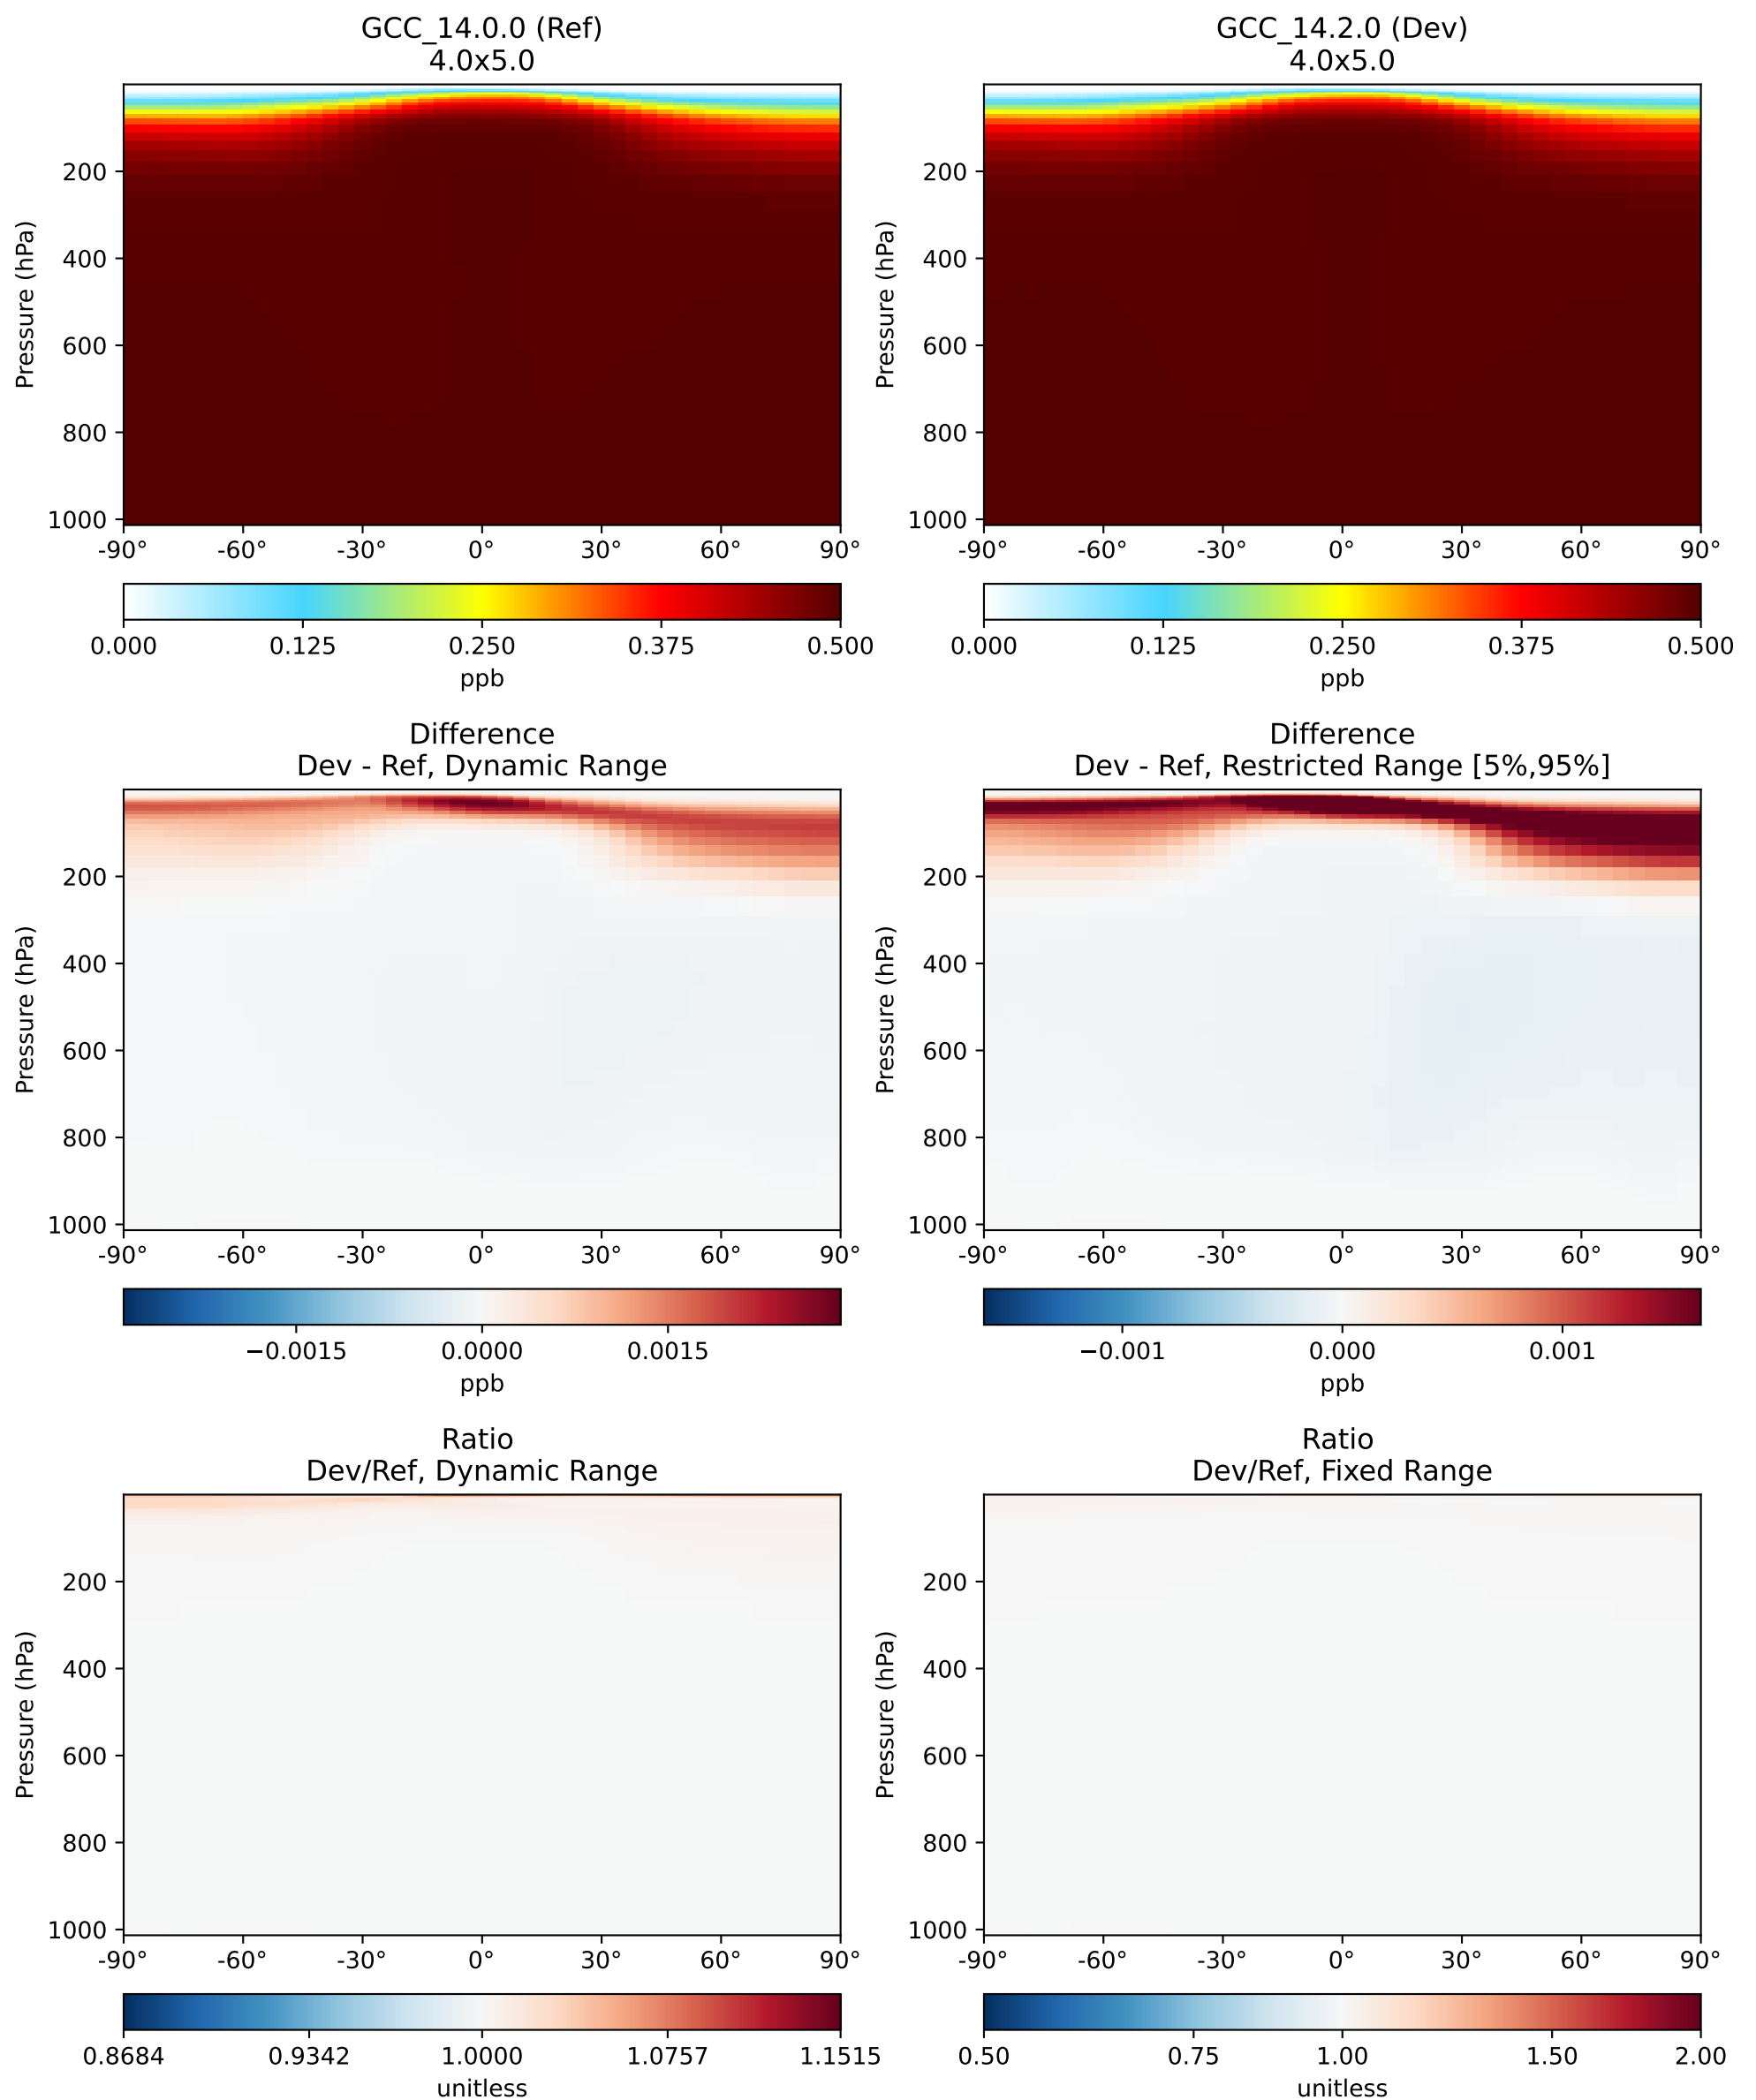 GCC_14.0.0 (Ref)
4.0x5.0
Pressure (hPa)
200
400
600
800
1000
-90° -60° -30° 0° 30° 60° 90°
0.000 0.125 0.250 0.375 0.500
ppb
GCC_14.2.0 (Dev)
4.0x5.0
Pressure (hPa)
200
400
600
800
1000
-90° -60° -30° 0° 30° 60° 90°
0.000 0.125 0.250 0.375 0.500
ppb
Difference
Dev - Ref, Dynamic Range
Pressure (hPa)
200
400
600
800
1000
-90° -60° -30° 0° 30° 60° 90°
−0.0015 0.0000 0.0015
ppb
Difference
Dev - Ref, Restricted Range [5%,95%]
Pressure (hPa)
200
400
600
800
1000
-90° -60° -30° 0° 30° 60° 90°
−0.001 0.000 0.001
ppb
Ratio
Dev/Ref, Dynamic Range
Pressure (hPa)
200
400
600
800
1000
-90° -60° -30° 0° 30° 60° 90°
0.8684 0.9342 1.0000 1.0757 1.1515
unitless
Ratio
Dev/Ref, Fixed Range
Pressure (hPa)
200
400
600
800
1000
-90° -60° -30° 0° 30° 60° 90°
0.50 0.75 1.00 1.50 2.00
unitless